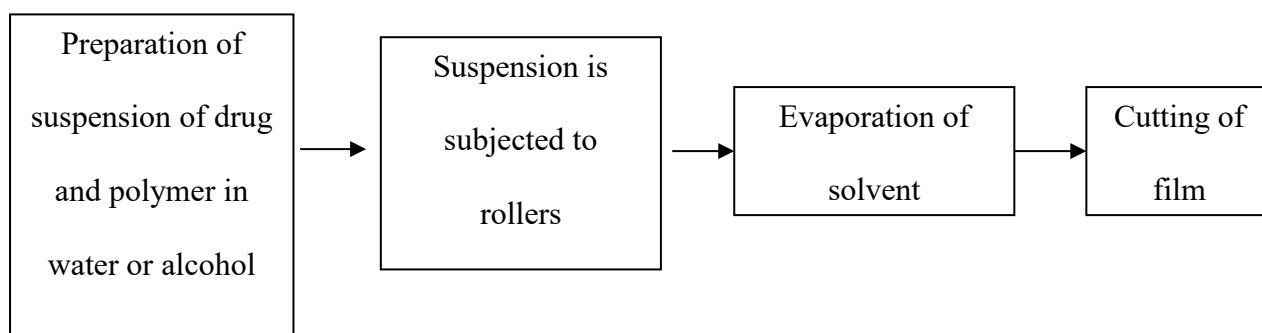 Preparation of
suspension of drug
and polymer in
water or alcohol
Suspension is
subjected to
rollers
Evaporation of
solvent
Cutting of
film